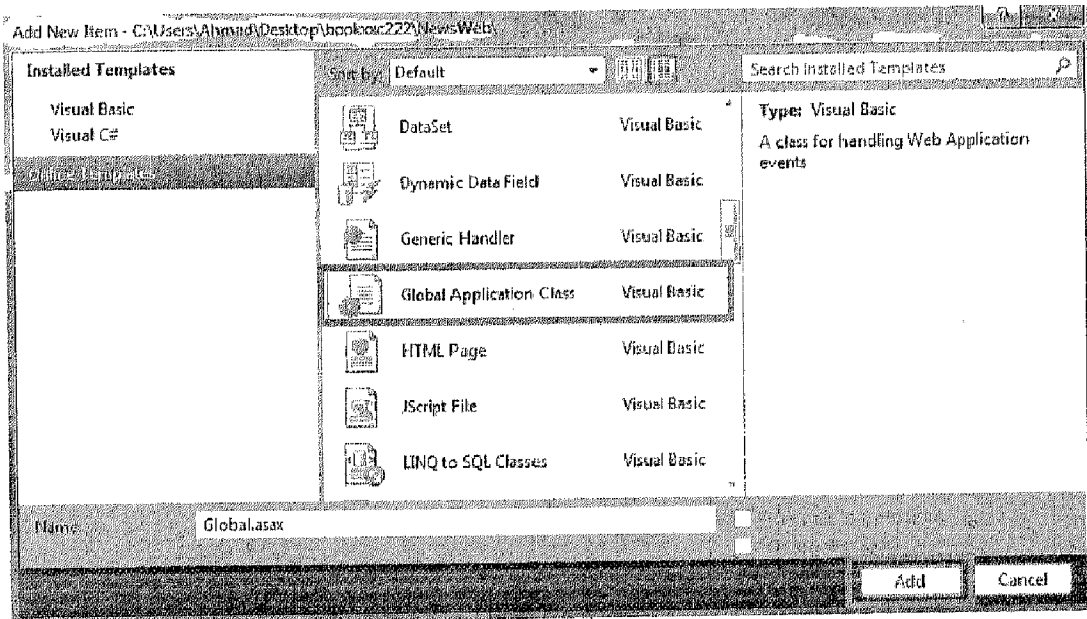 Add New Item - C:\Users\Ahmad\Desktop\
Installed Templates
Visual Basic
Visual C#
Online Templates
Sort by: Default
Search Installed Templates
DataSet Visual Basic
Dynamic Data Field Visual Basic
Generic Handler Visual Basic
Global Application Class Visual Basic
HTML Page Visual Basic
JScript File Visual Basic
LINQ to SQL Classes Visual Basic
Type: Visual Basic
A class for handling Web Application
events
Name: Global.asax
Add Cancel